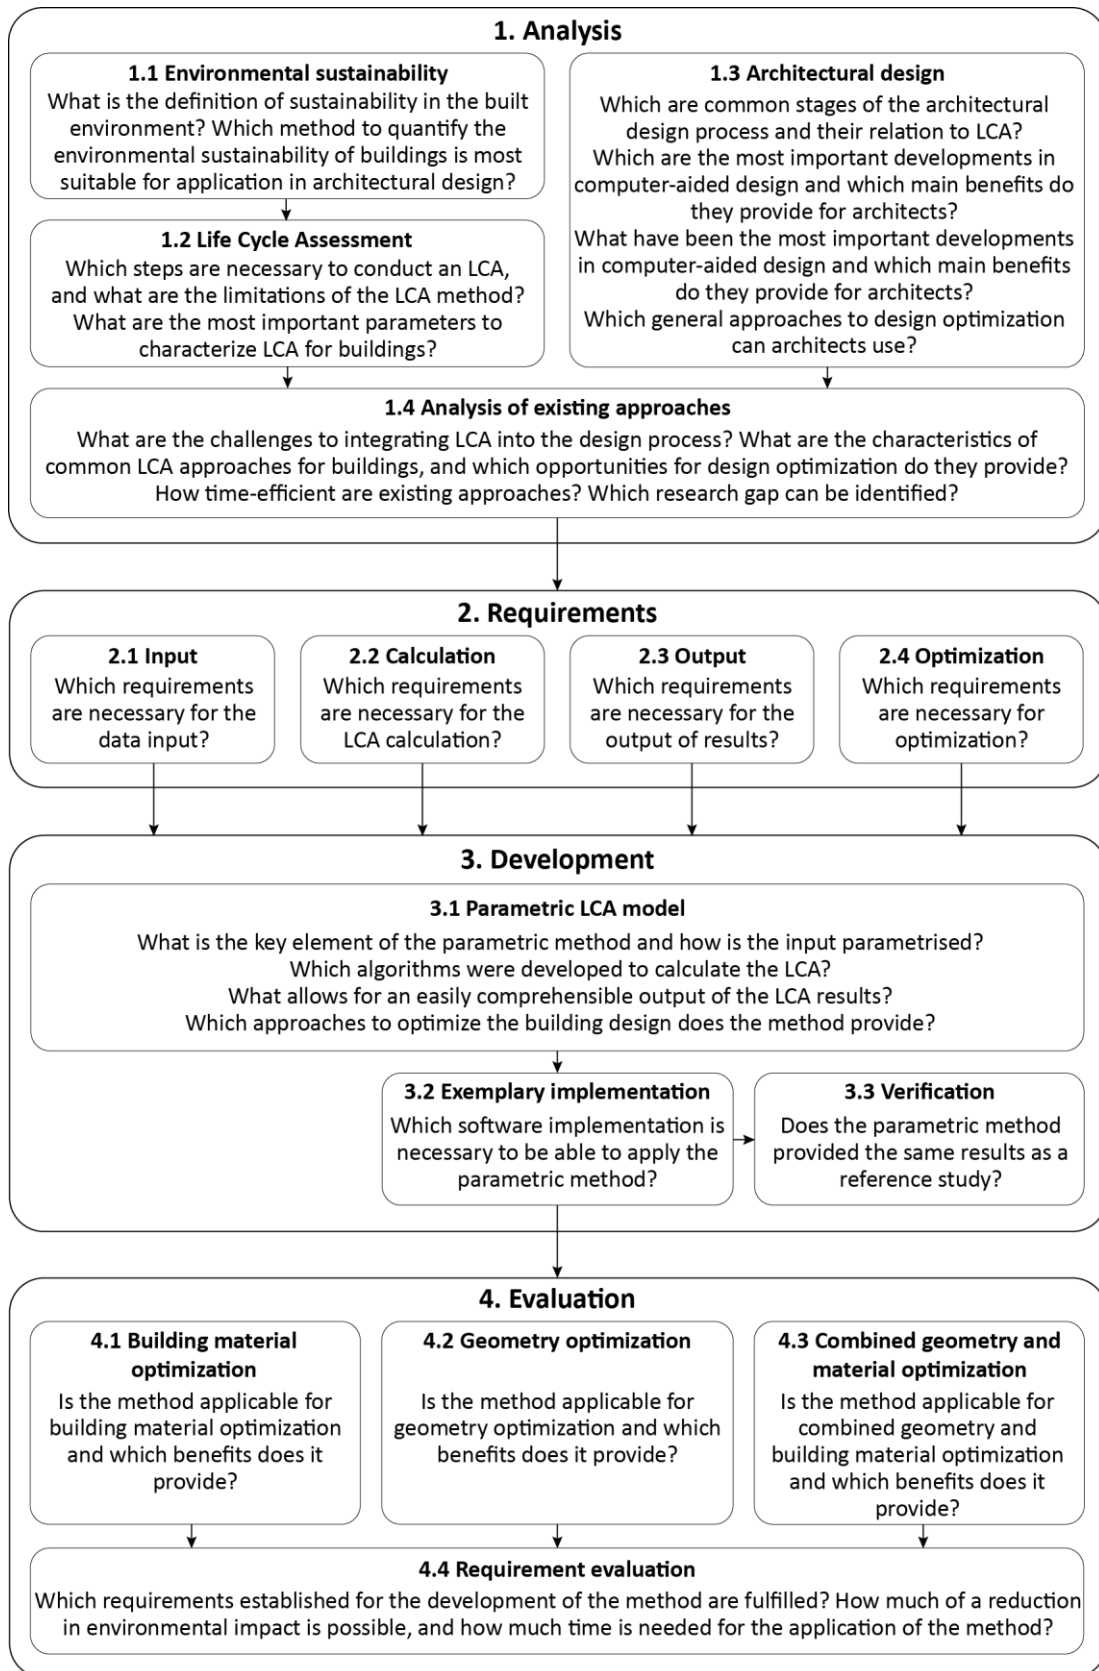 1. Analysis
1.1 Environmental sustainability
What is the definition of sustainability in the built
environment? Which method to quantify the
environmental sustainability of buildings is most
suitable for application in architectural design?
1.2 Life Cycle Assessment
Which steps are necessary to conduct an LCA,
and what are the limitations of the LCA method?
What are the most important parameters to
characterize LCA for buildings?
1.3 Architectural design
Which are common stages of the architectural
design process and their relation to LCA?
Which are the most important developments in
computer-aided design and which main benefits do
they provide for architects?
What have been the most important developments
in computer-aided design and which main benefits
do they provide for architects?
Which general approaches to design optimization
can architects use?
1.4 Analysis of existing approaches
What are the challenges to integrating LCA into the design process? What are the characteristics of
common LCA approaches for buildings, and which opportunities for design optimization do they provide?
How time-efficient are existing approaches? Which research gap can be identified?
2. Requirements
2.1 Input
Which requirements
are necessary for the
data input?
2.2 Calculation
Which requirements
are necessary for the
LCA calculation?
2.3 Output
Which requirements
are necessary for the
output of results?
2.4 Optimization
Which requirements
are necessary for
optimization?
3. Development
3.1 Parametric LCA model
What is the key element of the parametric method and how is the input parametrised?
Which algorithms were developed to calculate the LCA?
What allows for an easily comprehensible output of the LCA results?
Which approaches to optimize the building design does the method provide?
3.2 Exemplary implementation
Which software implementation is
necessary to be able to apply the
parametric method?
3.3 Verification
Does the parametric method
provided the same results as a
reference study?
4. Evaluation
4.1 Building material
optimization
Is the method applicable for
building material optimization
and which benefits does it
provide?
4.2 Geometry optimization
Is the method applicable for
geometry optimization and which
benefits does it provide?
4.3 Combined geometry and
material optimization
Is the method applicable for
combined geometry and
building material optimization
and which benefits does it
provide?
4.4 Requirement evaluation
Which requirements established for the development of the method are fulfilled? How much of a reduction
in environmental impact is possible, and how much time is needed for the application of the method?